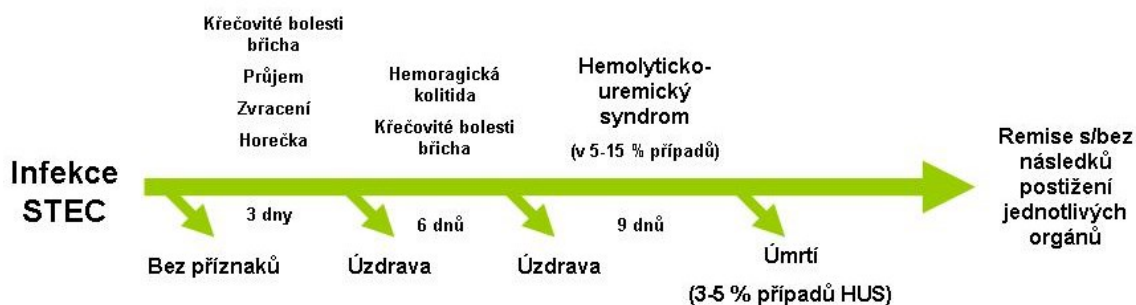 Křečovité bolesti
břicha
Průjem
Zvracení
Horečka
Hemoragická
kolitida
Křečovité bolesti
břicha
Hemolyticko-
uremický
syndrom
(v 5-15 % případů)
Infekce
STEC
Remise s/bez
následků
postižení
jednotlivých
orgánů
3 dny
6 dnů
9 dnů
Bez příznaků
Úzdrava
Úzdrava
Úmrtí
(3-5 % případů HUS)